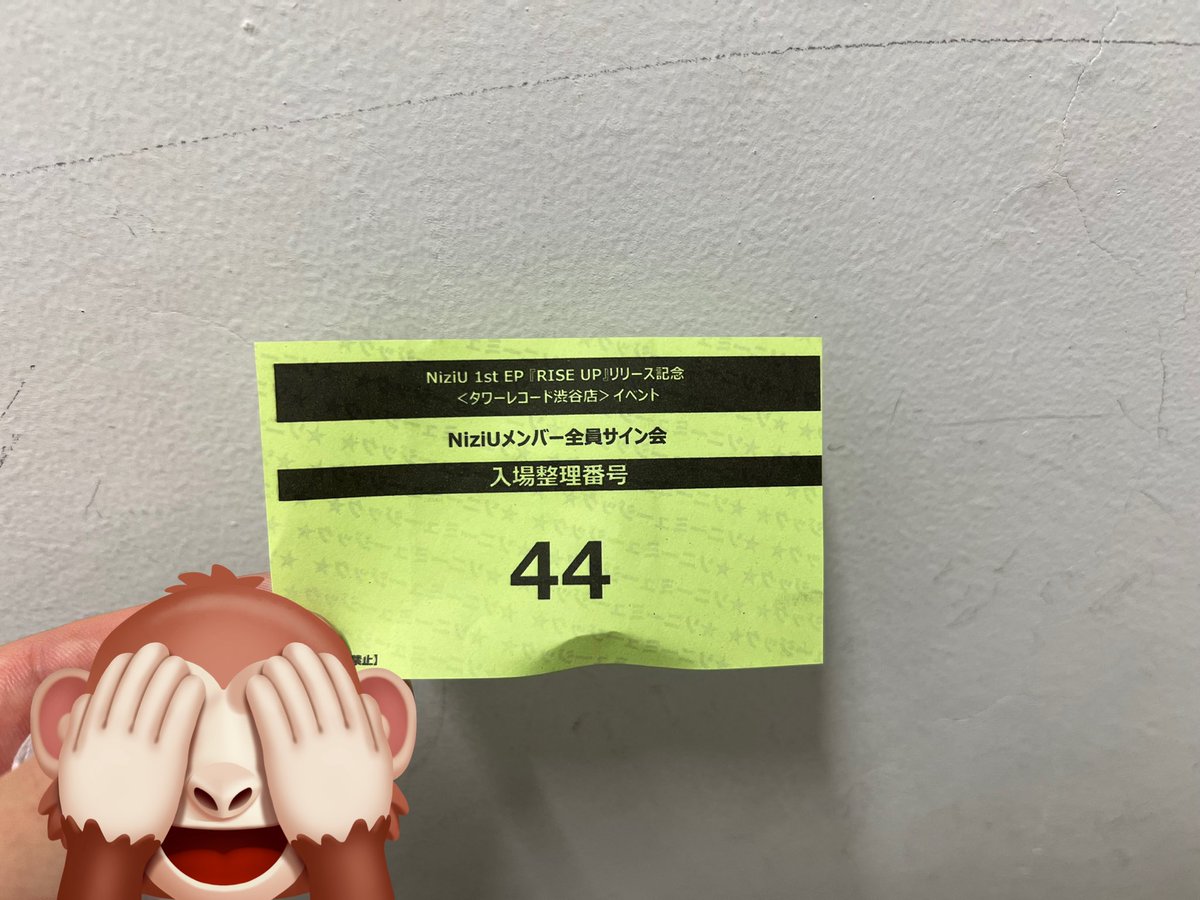 NiziU 1st EP『RISE UP』リリース記念
＜タワーレコード渋谷店＞イベント
NiziUメンバー全員サイン会
入場整理番号
44
禁止】